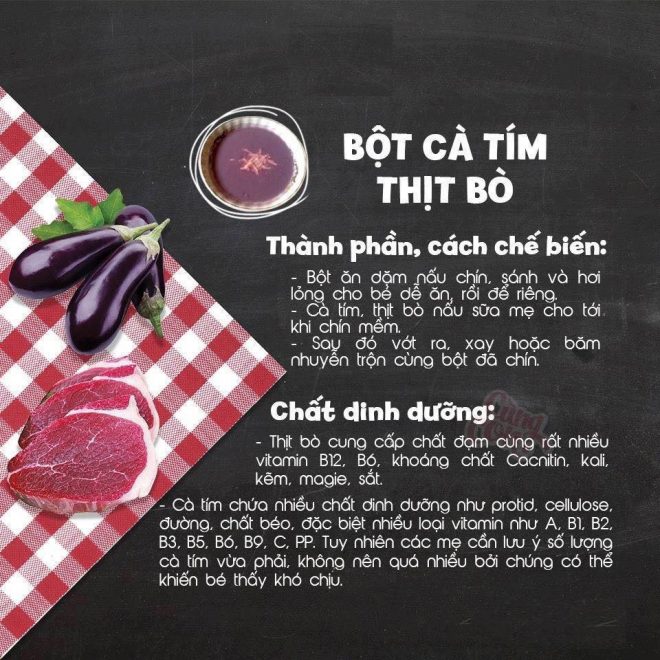 BỘT CÀ TÍM
THỊT BÒ
Thành phần, cách chế biến:
- Bột ăn dặm nấu chín, sánh và hơi
lỏng cho bé dễ ăn, rồi để riêng.
- Cà tím, thịt bò nấu sữa mẹ cho tới
khi chín mềm.
- Sau đó vớt ra, xay hoặc băm
nhuyễn trộn cùng bột đã chín.
Chất dinh dưỡng:
- Thịt bò cung cấp chất đạm cùng rất nhiều
vitamin B12, B6, khoáng chất Cacnitin, kali,
kẽm, magie, sắt.
- Cà tím chứa nhiều chất dinh dưỡng như protid, cellulose,
đường, chất béo, đặc biệt nhiều loại vitamin như A, B1, B2,
B3, B5, B6, B9, C, PP. Tuy nhiên các mẹ cần lưu ý số lượng
cà tím vừa phải, không nên quá nhiều bởi chúng có thể
khiến bé thấy khó chịu.